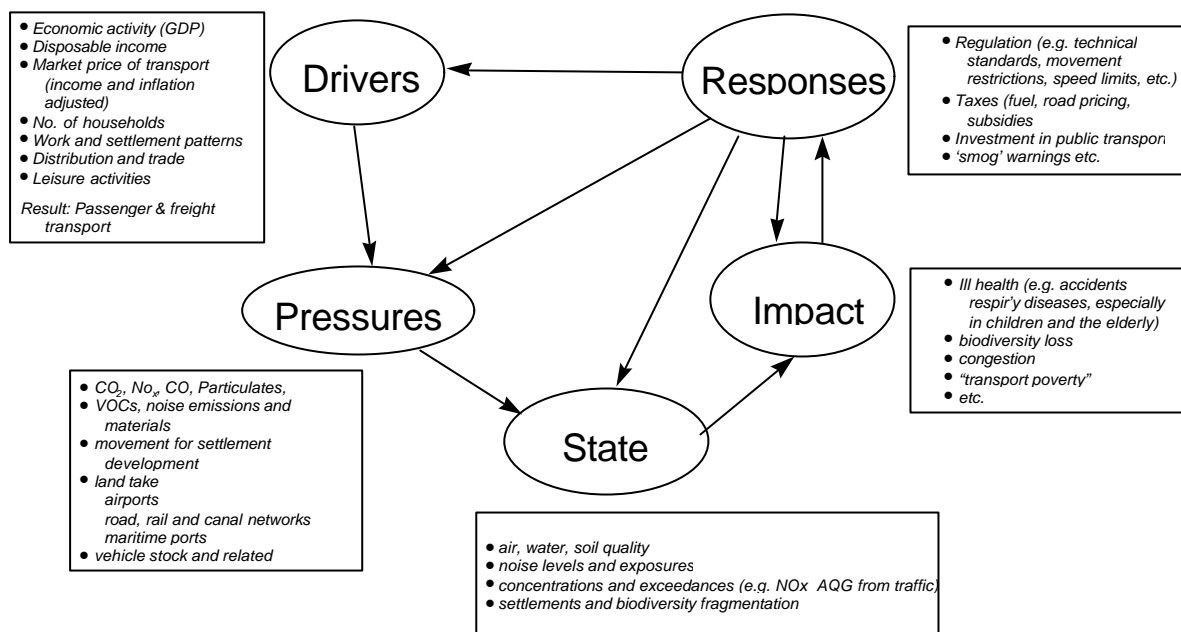 • Economic activity (GDP)
• Disposable income
• Market price of transport
(income and inflation
adjusted)
• No. of households
• Work and settlement patterns
• Distribution and trade
• Leisure activities
Result: Passenger & freight
transport
Drivers
Responses
• Regulation (e.g. technical
standards, movement
restrictions, speed limits, etc.)
• Taxes (fuel, road pricing,
subsidies
• Investment in public transport
• ‘smog’ warnings etc.
Pressures
Impact
• Ill health (e.g. accidents
respir’y diseases, especially
in children and the elderly)
• biodiversity loss
• congestion
• “transport poverty”
• etc.
• CO2, Nox, CO, Particulates,
• VOCs, noise emissions and
materials
• movement for settlement
development
• land take
airports
road, rail and canal networks
maritime ports
• vehicle stock and related
State
• air, water, soil quality
• noise levels and exposures
• concentrations and exceedances (e.g. NOx AQG from traffic)
• settlements and biodiversity fragmentation